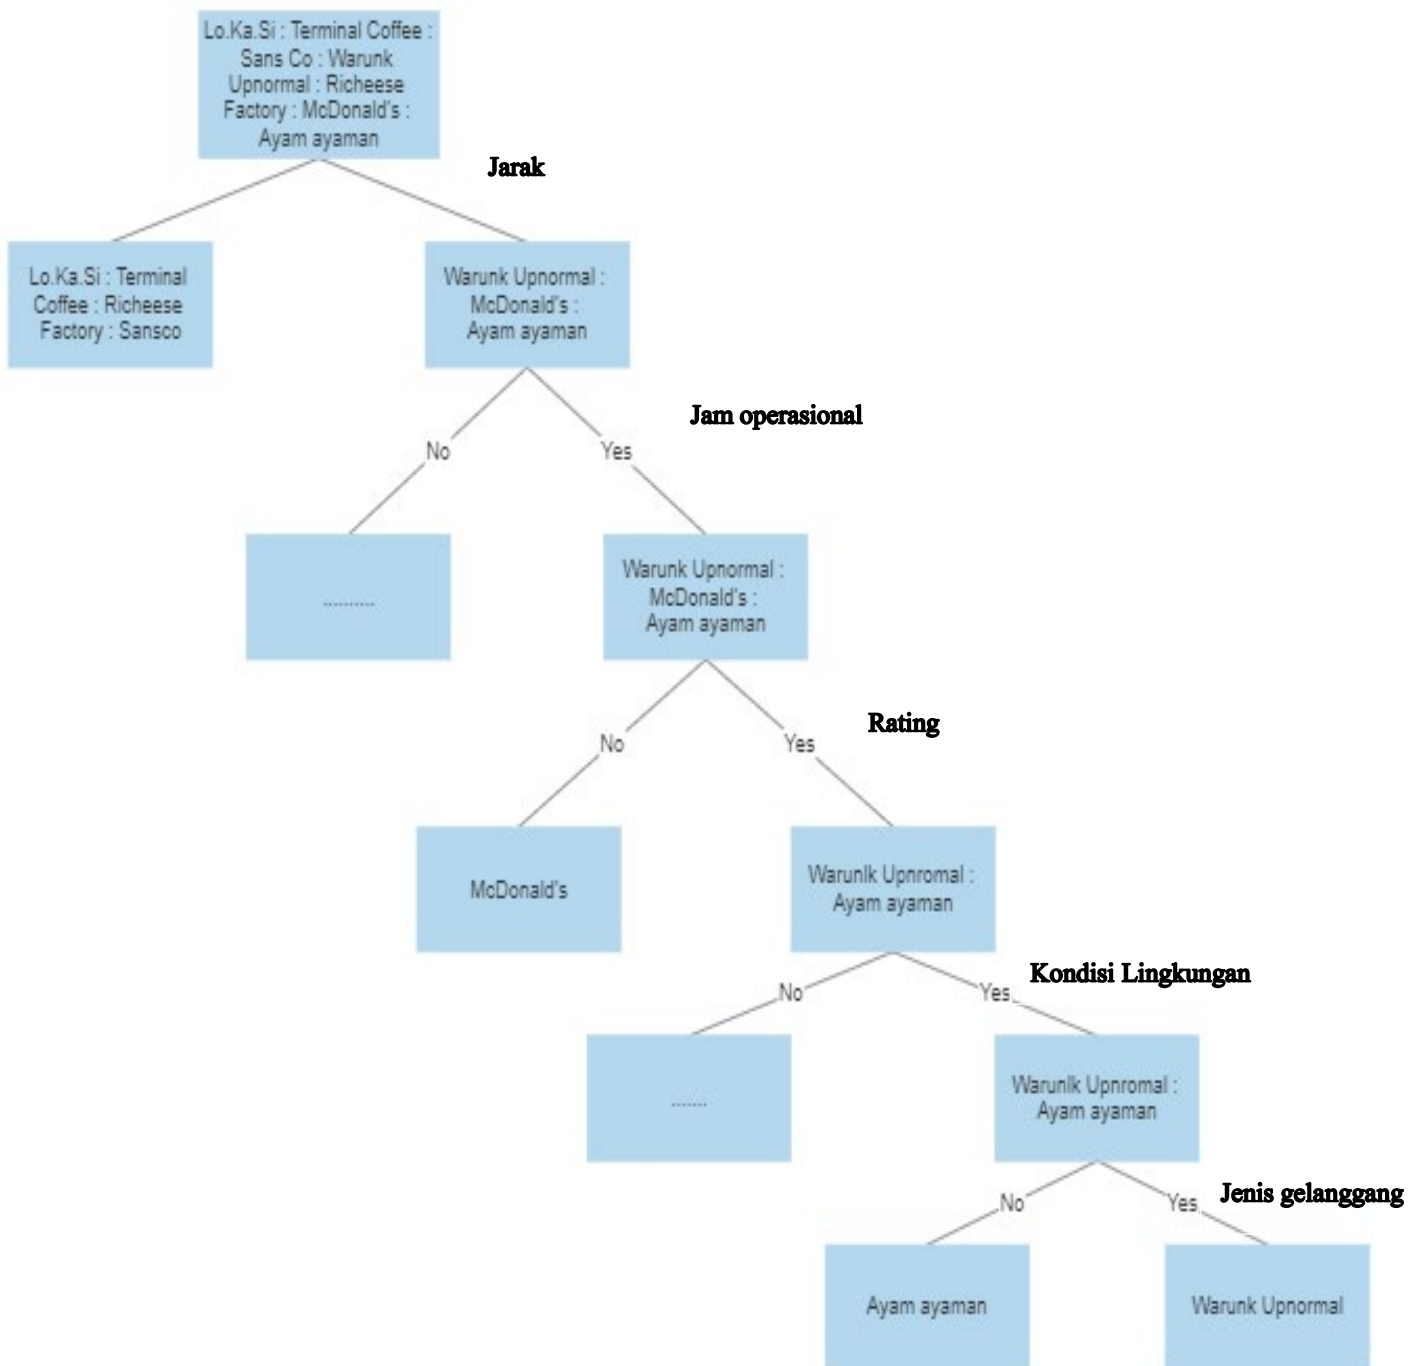 Lo.Ka.Si : Terminal Coffee :
Sans Co : Warunk
Upnormal : Richeese
Factory : McDonald's :
Ayam ayaman
Jarak
Lo.Ka.Si : Terminal
Coffee : Richeese
Factory : Sansco
Warunk Upnormal :
McDonald's :
Ayam ayaman
Jam operasional
No
Yes
..........
Warunk Upnormal :
McDonald's :
Ayam ayaman
Rating
No
Yes
McDonald's
Warunlk Upnromal :
Ayam ayaman
Kondisi Lingkungan
No
Yes
.......
Warunlk Upnromal :
Ayam ayaman
Jenis gelanggang
No
Yes
Ayam ayaman
Warunk Upnormal